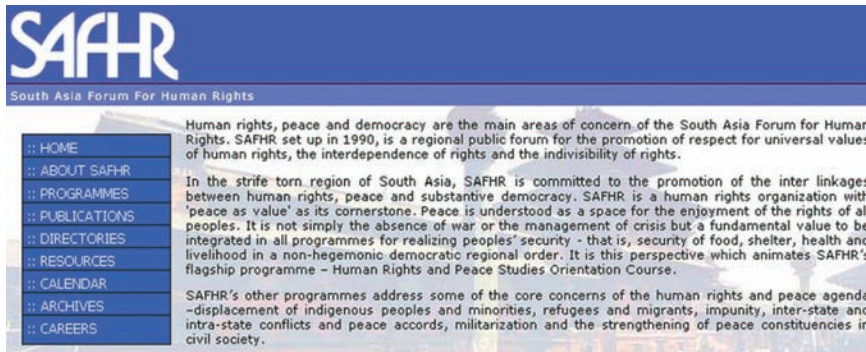 SAFHR
South Asia Forum For Human Rights
:: HOME
:: ABOUT SAFHR
:: PROGRAMMES
:: PUBLICATIONS
:: DIRECTORIES
:: RESOURCES
:: CALENDAR
:: ARCHIVES
:: CAREERS
Human rights, peace and democracy are the main areas of concern of the South Asia Forum for Human
Rights. SAFHR set up in 1990, is a regional public forum for the promotion of respect for universal values
of human rights, the interdependence of rights and the indivisibility of rights.
In the strife torn region of South Asia, SAFHR is committed to the promotion of the inter linkages
between human rights, peace and substantive democracy. SAFHR is a human rights organization with
'peace as value' as its cornerstone. Peace is understood as a space for the enjoyment of the rights of al
peoples. It is not simply the absence of war or the management of crisis but a fundamental value to be
integrated in all programmes for realizing peoples' security - that is, security of food, shelter, health and
livelihood in a non-hegemonic democratic regional order. It is this perspective which animates SAFHR's
flagship programme – Human Rights and Peace Studies Orientation Course.
SAFHR's other programmes address some of the core concerns of the human rights and peace agenda
–displacement of indigenous peoples and minorities, refugees and migrants, impunity, inter-state and
intra-state conflicts and peace accords, militarization and the strengthening of peace constituencies in
civil society.